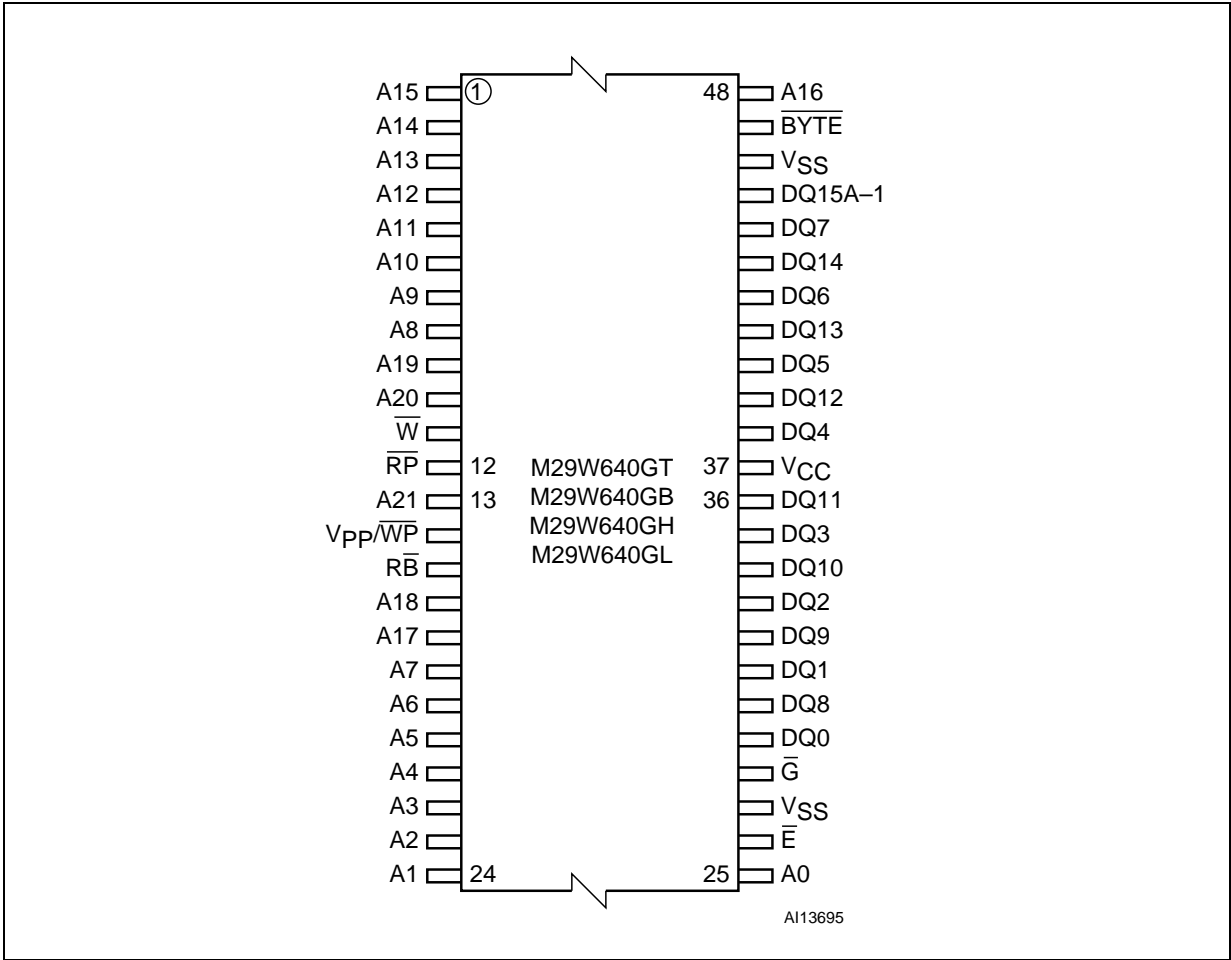 A15 ① 48 A16
A14 B̅Y̅T̅E̅
A13 VSS
A12 DQ15A–1
A11 DQ7
A10 DQ14
A9 DQ6
A8 DQ13
A19 DQ5
A20 DQ12
W̅ DQ4
R̅P̅ 12 M29W640GT 37 VCC
A21 13 M29W640GB 36 DQ11
M29W640GH
VPP/W̅P̅ DQ3
M29W640GL
RB̅ DQ10
A18 DQ2
A17 DQ9
A7 DQ1
A6 DQ8
A5 DQ0
A4 G̅
A3 VSS
A2 E̅
A1 24 25 A0
AI13695